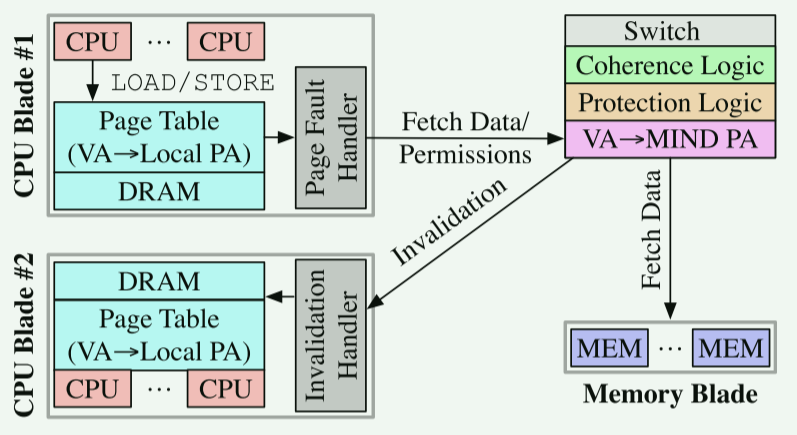 CPU Blade #1
CPU ... CPU
LOAD/STORE
Page Table
(VA→Local PA)
DRAM
Page Fault
Handler
Fetch Data/
Permissions
Switch
Coherence Logic
Protection Logic
VA→MIND PA
Invalidation
Fetch Data
CPU Blade #2
DRAM
Page Table
(VA→Local PA)
CPU ... CPU
Invalidation
Handler
MEM ... MEM
Memory Blade